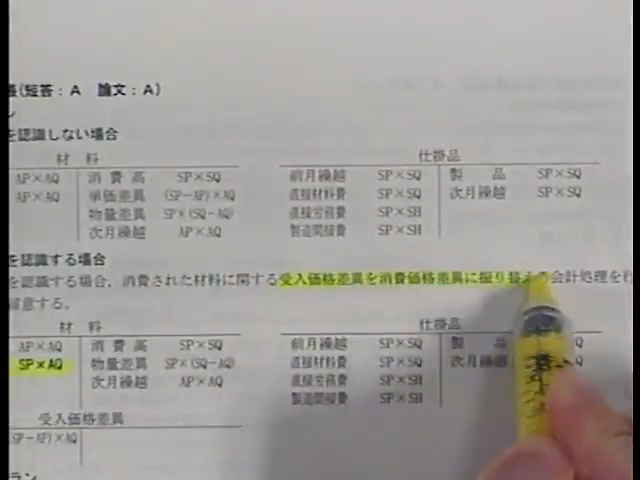 (短答：A 論文：A)
を認識しない場合
材 料
仕掛品
AP×AQ 消 費 高 SP×SQ 前月繰越 SP×SQ 製 品 SP×SQ
AP×AQ 単価差異 (SP-AP)×AQ 直接材料費 SP×SQ 次月繰越 SP×SQ
物量差異 SP×(SQ-AQ) 直接労務費 SP×SH
次月繰越 AP×AQ 製造間接費 SP×SH
を認識する場合
を認識する場合，消費された材料に関する受入価格差異を消費価格差異に振り替えの会計処理を行
留意する。
材 料
仕掛品
AP×AQ 消 費 高 SP×SQ 前月繰越 SP×SQ 製 Q
SP×AQ 物量差異 SP×(SQ-AQ) 直接材料費 SP×SQ 次月 Q
次月繰越 AP×AQ 直接労務費 SP×SH
製造間接費 SP×SH
受入価格差異
SP-AP)×AQ
ラン